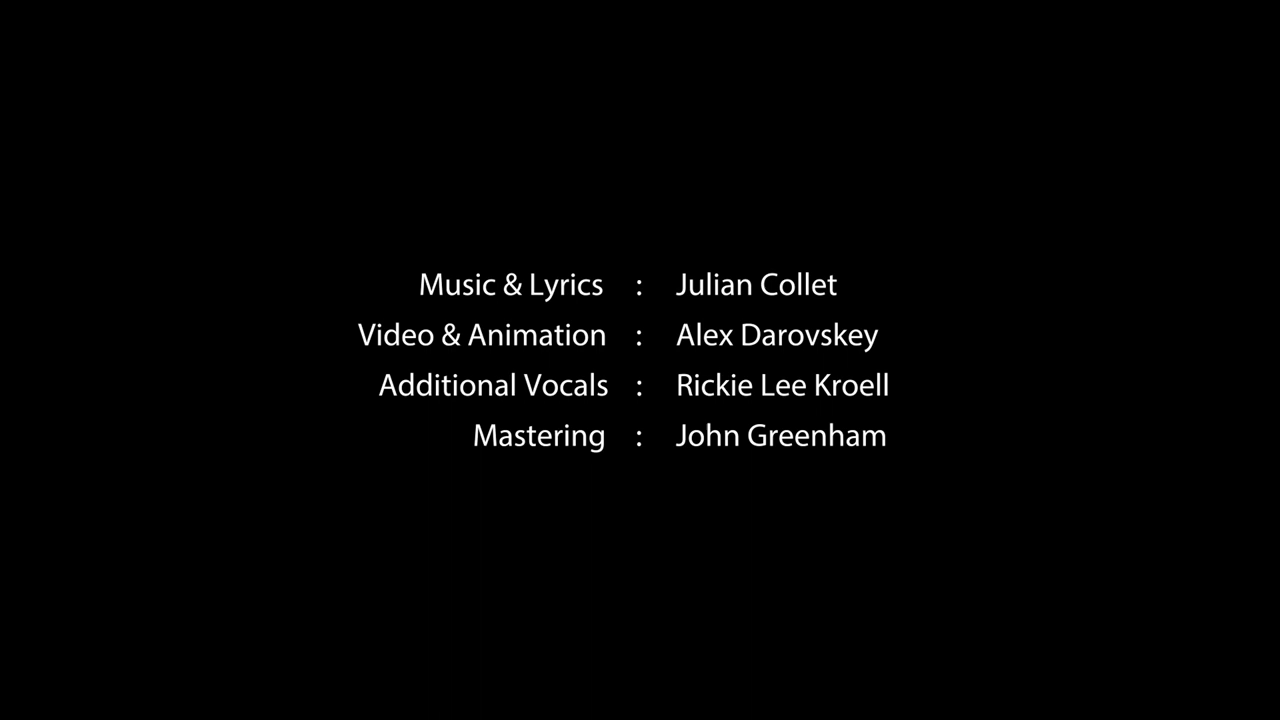 Music & Lyrics : Julian Collet
Video & Animation : Alex Darovskey
Additional Vocals : Rickie Lee Kroell
Mastering : John Greenham